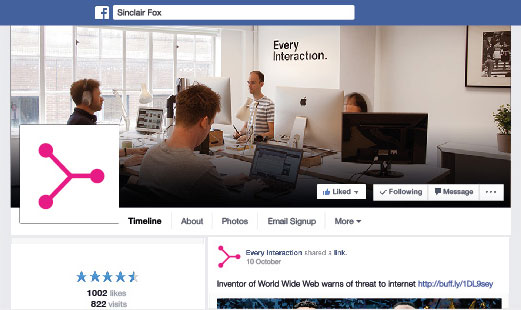 f Sinclair Fox
Every
Interaction.
Liked
Following
Message
Timeline
About
Photos
Email Signup
More
1002 likes
822 visits
Every Interaction shared a link.
10 October
Inventor of World Wide Web warns of threat to internet http://buff.ly/1DL9sey